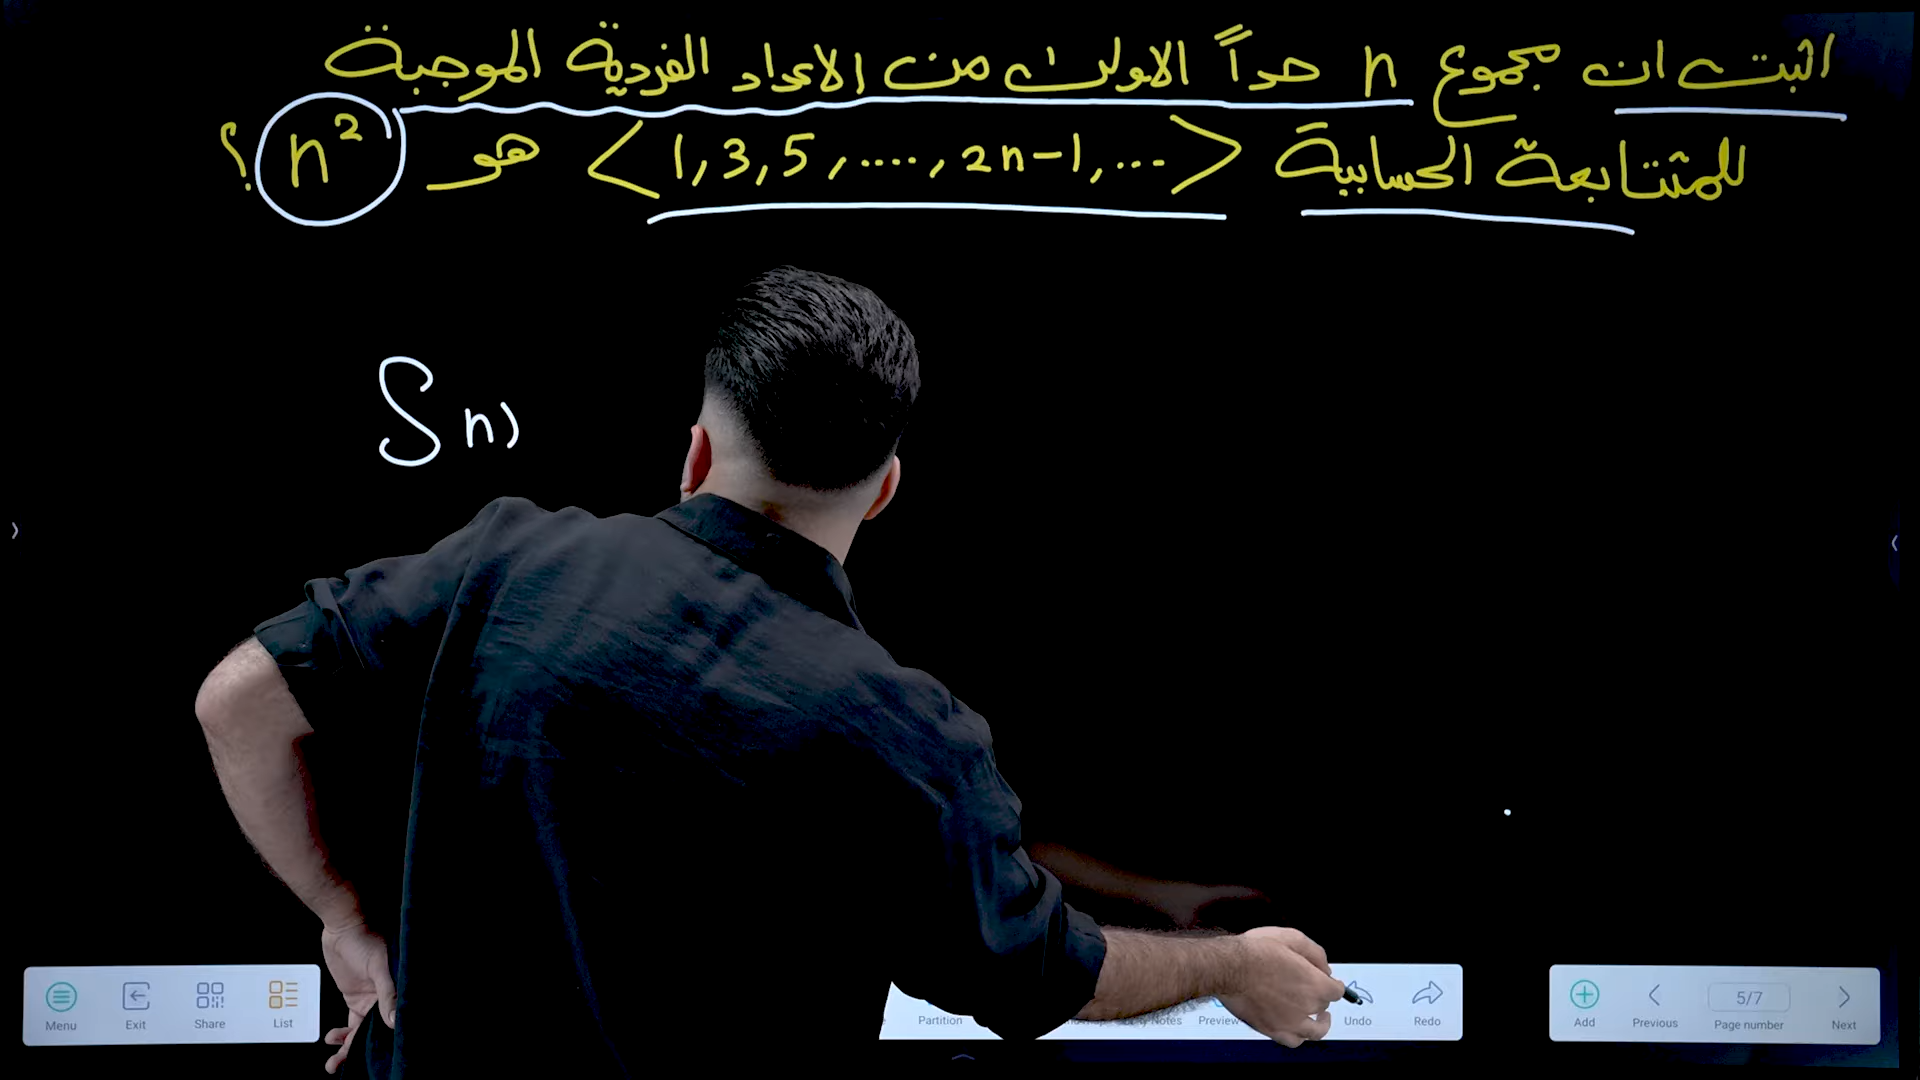 اثبت ان مجموع n حداً الاولى من الاعداد الفردية الموجبة
للمتتابعة الحسابية <1, 3, 5, ...., 2n-1, ...> هو n² ؟
Sn)
Menu Exit Share List Partition Notes Preview Undo Redo Add Previous 5/7 Page number Next